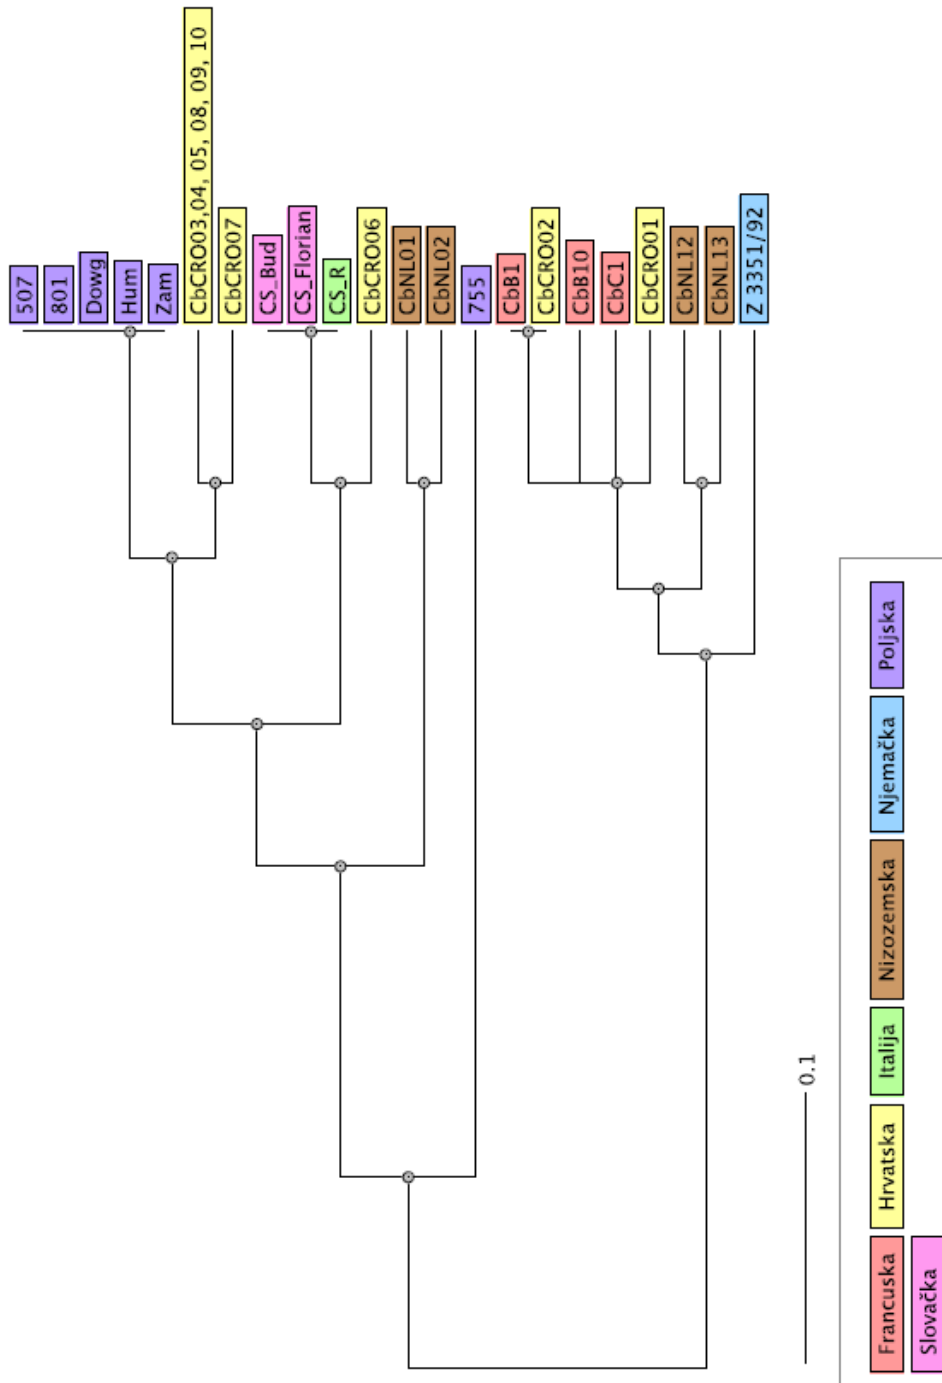 507
801
Dowg
Hum
Zam
CbCRO03,04, 05, 08, 09, 10
CbCRO07
CS_Bud
CS_Florian
CS_R
CbCRO06
CbNL01
CbNL02
755
CbB1
CbCRO02
CbB10
CbC1
CbCRO01
CbNL12
CbNL13
Z 3351/92
0.1
Francuska Hrvatska Italija Nizozemska Njemačka Poljska
Slovačka